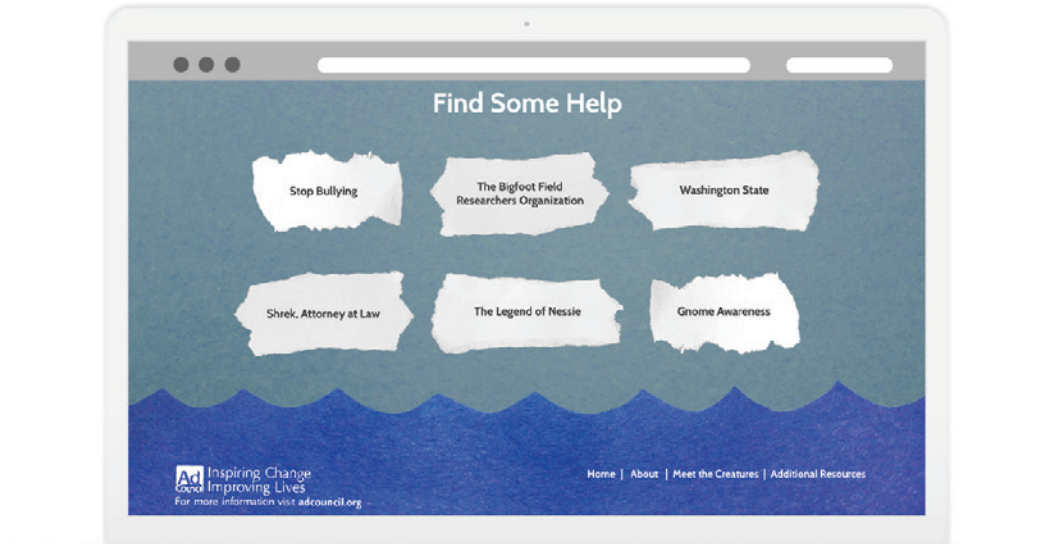 Find Some Help
Stop Bullying
The Bigfoot Field
Researchers Organization
Washington State
Shrek, Attorney at Law
The Legend of Nessie
Gnome Awareness
Ad
Council
Inspiring Change
Improving Lives
For more information visit adcouncil.org
Home | About | Meet the Creatures | Additional Resources